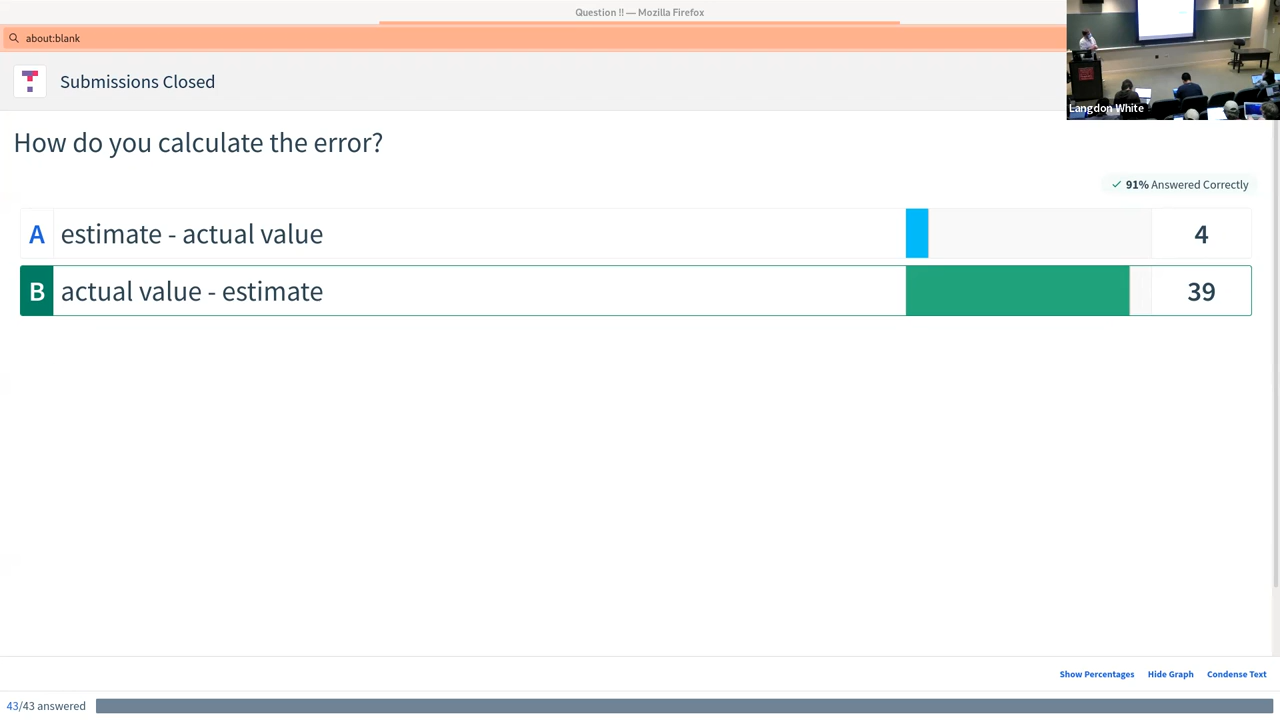 Question !! — Mozilla Firefox
about:blank
Submissions Closed
Langdon White
How do you calculate the error?
91% Answered Correctly
A estimate - actual value 4
B actual value - estimate 39
Show Percentages Hide Graph Condense Text
43/43 answered